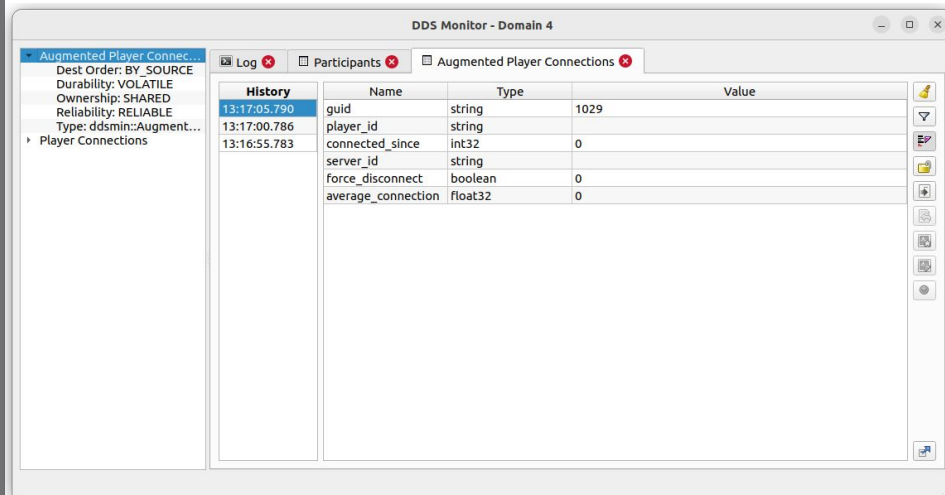 DDS Monitor - Domain 4
Augmented Player Connec...
Dest Order: BY_SOURCE
Durability: VOLATILE
Ownership: SHARED
Reliability: RELIABLE
Type: ddsmin::Augment...
Player Connections
Log Participants Augmented Player Connections
History
13:17:05.790
13:17:00.786
13:16:55.783
Name Type Value
guid string 1029
player_id string
connected_since int32 0
server_id string
force_disconnect boolean 0
average_connection float32 0